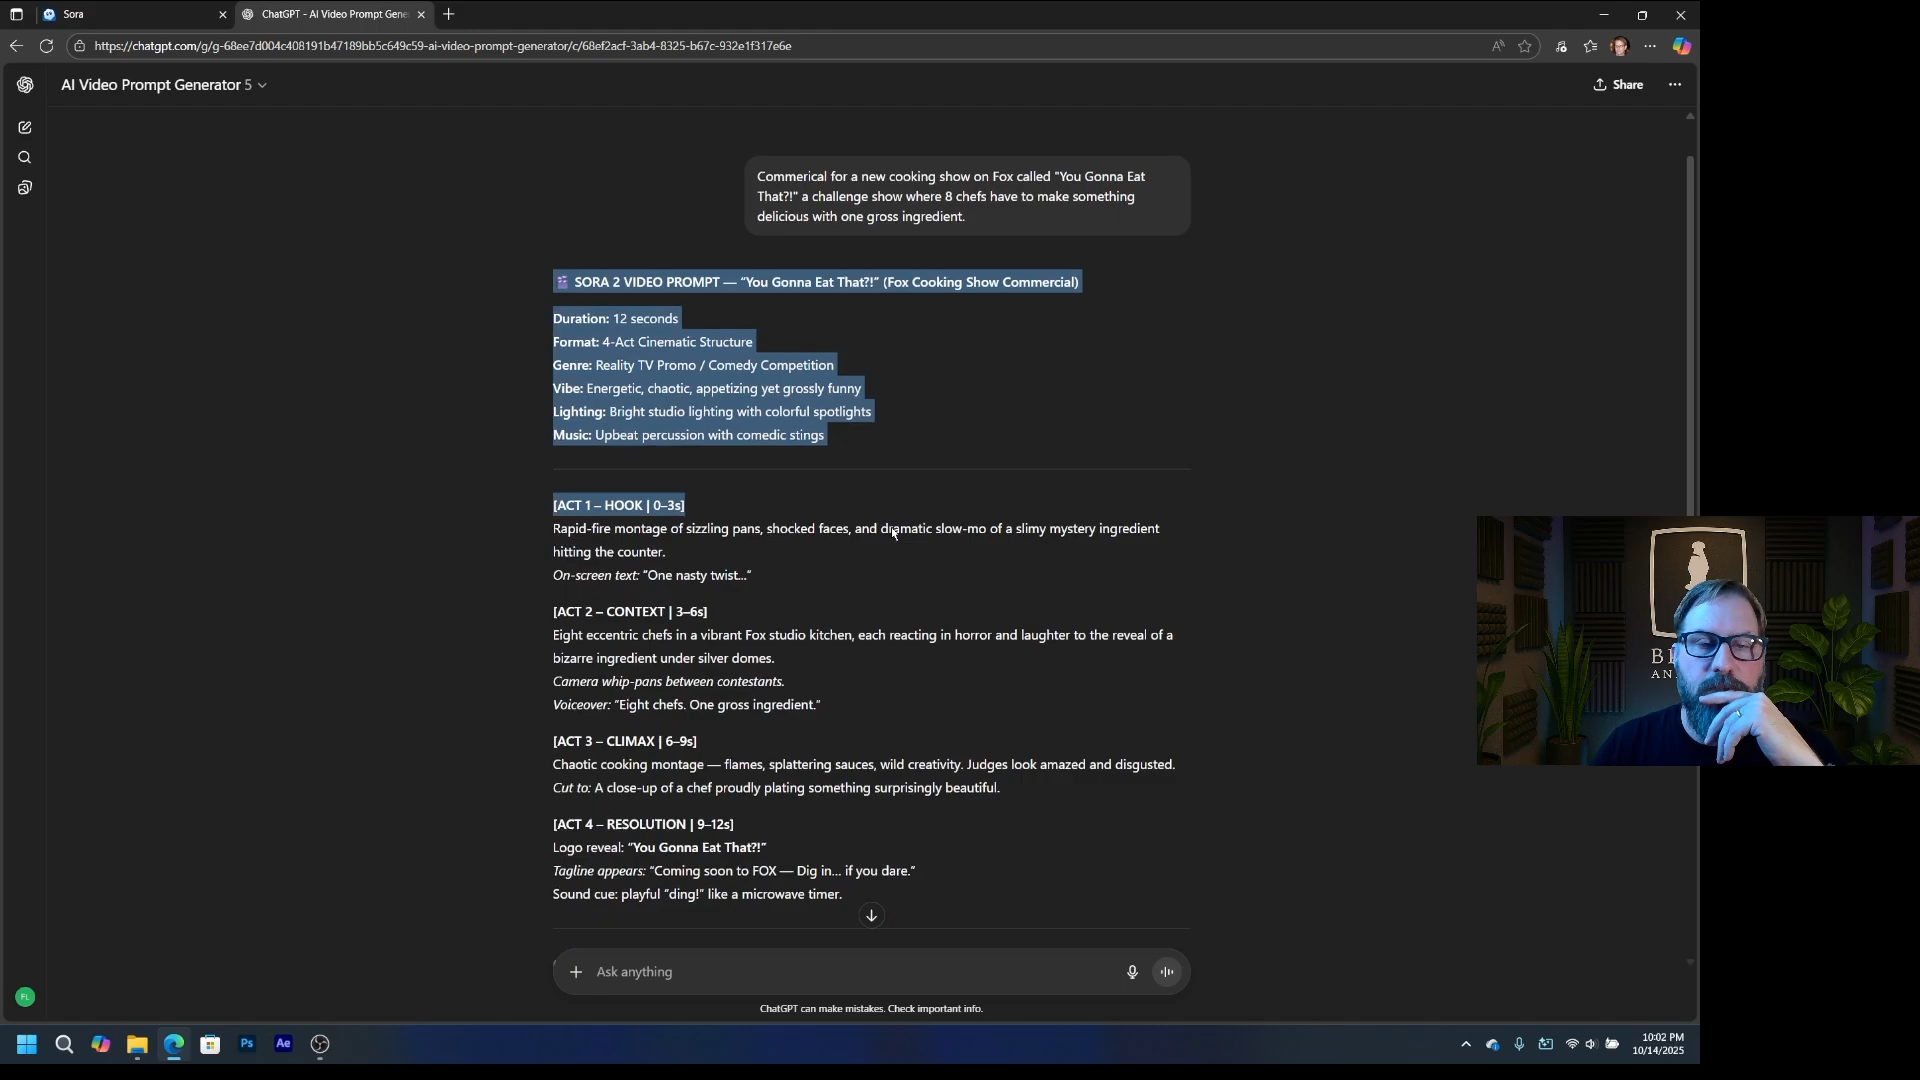 Sora
ChatGPT - AI Video Prompt Gene
https://chatgpt.com/g/g-68ee7d004c408191b47189bb5c649c59-ai-video-prompt-generator/c/68ef2acf-3ab4-8325-b67c-932e1f317e6e
AI Video Prompt Generator 5
Share
Commerical for a new cooking show on Fox called "You Gonna Eat
That?!" a challenge show where 8 chefs have to make something
delicious with one gross ingredient.
SORA 2 VIDEO PROMPT — “You Gonna Eat That?!” (Fox Cooking Show Commercial)
Duration: 12 seconds
Format: 4-Act Cinematic Structure
Genre: Reality TV Promo / Comedy Competition
Vibe: Energetic, chaotic, appetizing yet grossly funny
Lighting: Bright studio lighting with colorful spotlights
Music: Upbeat percussion with comedic stings
[ACT 1 – HOOK | 0–3s]
Rapid-fire montage of sizzling pans, shocked faces, and dramatic slow-mo of a slimy mystery ingredient
hitting the counter.
On-screen text: “One nasty twist…”
[ACT 2 – CONTEXT | 3–6s]
Eight eccentric chefs in a vibrant Fox studio kitchen, each reacting in horror and laughter to the reveal of a
bizarre ingredient under silver domes.
Camera whip-pans between contestants.
Voiceover: “Eight chefs. One gross ingredient.”
[ACT 3 – CLIMAX | 6–9s]
Chaotic cooking montage — flames, splattering sauces, wild creativity. Judges look amazed and disgusted.
Cut to: A close-up of a chef proudly plating something surprisingly beautiful.
[ACT 4 – RESOLUTION | 9–12s]
Logo reveal: “You Gonna Eat That?!”
Tagline appears: “Coming soon to FOX — Dig in… if you dare.”
Sound cue: playful “ding!” like a microwave timer.
Ask anything
ChatGPT can make mistakes. Check important info.
FL
Ps
Ae
10:02 PM
10/14/2025